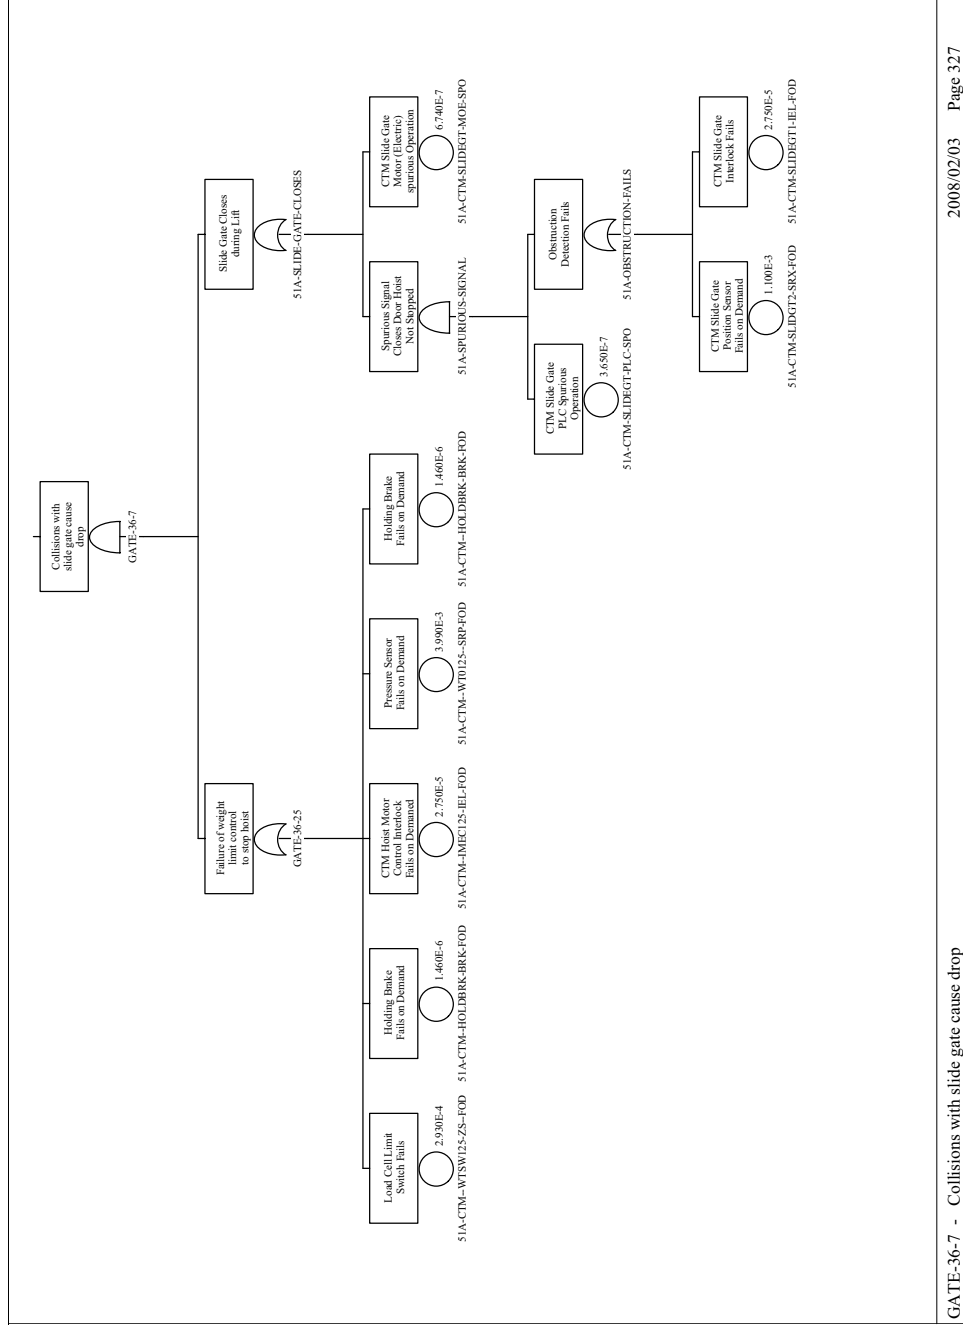 Collisions with
slide gate cause
drop
GATE-36-7
Failure of weight
limit control
to stop hoist
GATE-36-25
Slide Gate Closes
during Lift
51A-SLIDE-GATE-CLOSES
Load Cell Limit
Switch Fails
2.930E-4
51A-CTM--WTSW125-ZS--FOD
Holding Brake
Fails on Demand
1.460E-6
51A-CTM--HOLDBRK-BRK-FOD
CTM Hoist Motor
Control Interlock
Fails on Demaned
2.750E-5
51A-CTM--IMEC125-IEL-FOD
Pressure Sensor
Fails on Demand
3.990E-3
51A-CTM--WT0125--SRP-FOD
Holding Brake
Fails on Demand
1.460E-6
51A-CTM--HOLDBRK-BRK-FOD
Spurious Signal
Closes Door Hoist
Not Stopped
51A-SPURIOUS-SIGNAL
CTM Slide Gate
Motor (Electric)
spurious Operation
6.740E-7
51A-CTM-SLIDEGT-MOE-SPO
CTM Slide Gate
PLC Spurious
Operation
3.650E-7
51A-CTM-SLIDEGT-PLC-SPO
Obstruction
Detection Fails
51A-OBSTRUCTION-FAILS
CTM Slide Gate
Position Sensor
Fails on Demand
1.100E-3
51A-CTM-SLIDGT2-SRX-FOD
CTM Slide Gate
Interlock Fails
2.750E-5
51A-CTM-SLIDEGT1-IEL-FOD
GATE-36-7 - Collisions with slide gate cause drop
2008/02/03 Page 327